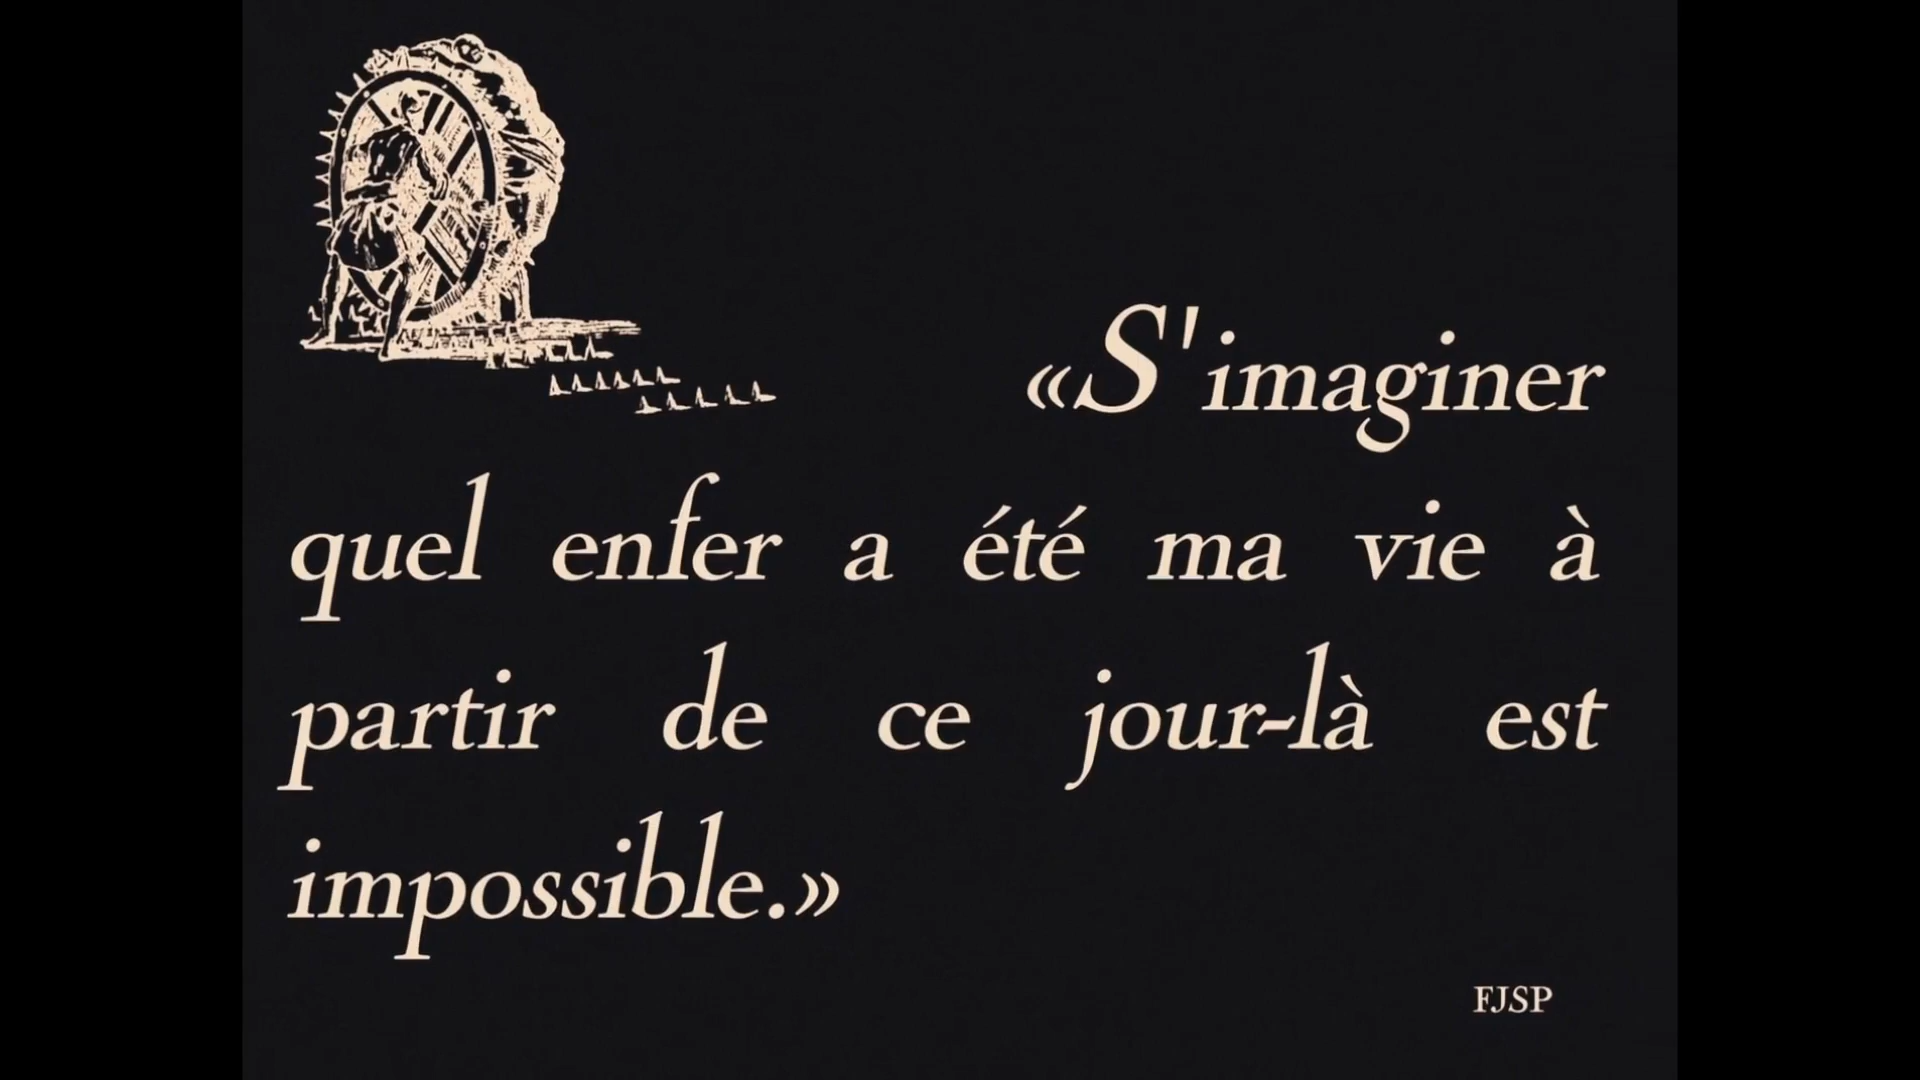 «S'imaginer
quel enfer a été ma vie à
partir de ce jour-là est
impossible.»
FJSP